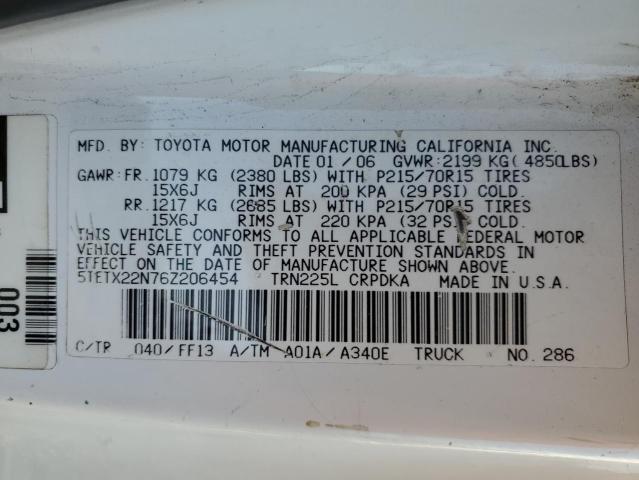 MFD. BY: TOYOTA MOTOR MANUFACTURING CALIFORNIA INC.
DATE 01 / 06 GVWR: 2199 KG( 4850LBS)
GAWR: FR. 1079 KG (2380 LBS) WITH P215/70R15 TIRES
15X6J RIMS AT 200 KPA (29 PSI) COLD.
RR. 1217 KG (2685 LBS) WITH P215/70R15 TIRES
15X6J RIMS AT 220 KPA (32 PSI) COLD.
THIS VEHICLE CONFORMS TO ALL APPLICABLE FEDERAL MOTOR
VEHICLE SAFETY AND THEFT PREVENTION STANDARDS IN
EFFECT ON THE DATE OF MANUFACTURE SHOWN ABOVE.
5TETX22N76Z206454 TRN225L CRPDKA MADE IN U.S.A.
C/TR 040/FF13 A/TM A01A/A340E TRUCK NO. 286
003